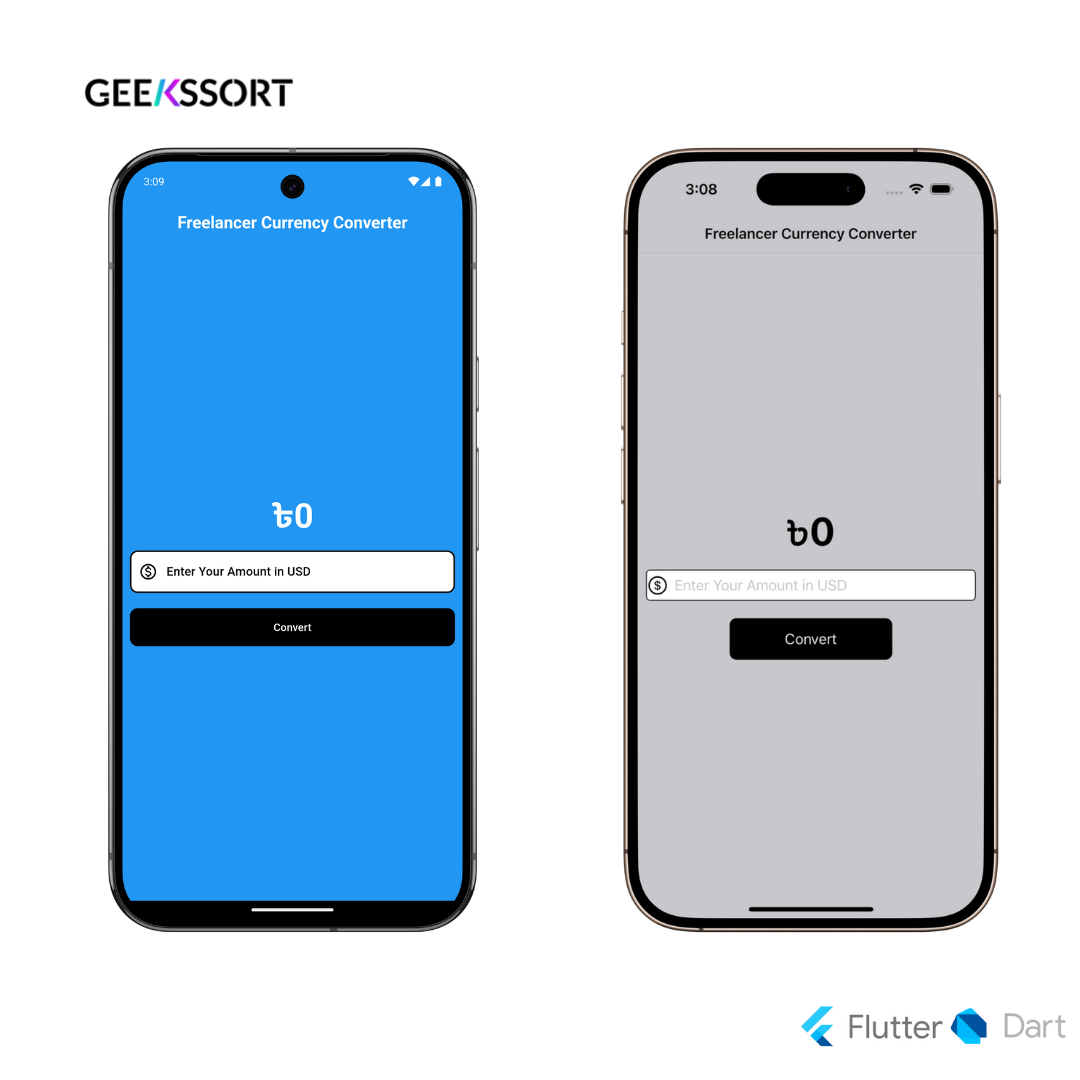 GEEKSSORT
3:09
Freelancer Currency Converter
৳0
Enter Your Amount in USD
Convert
3:08
Freelancer Currency Converter
৳0
Enter Your Amount in USD
Convert
Flutter Dart